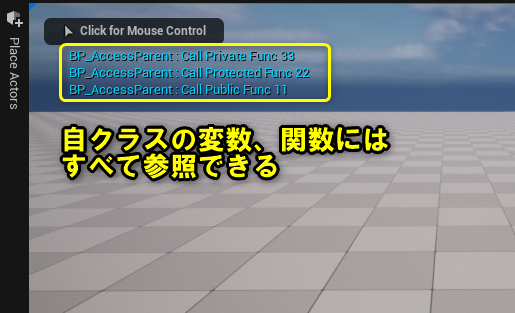 Place Actors
Click for Mouse Control
BP_AccessParent : Call Private Func 33
BP_AccessParent : Call Protected Func 22
BP_AccessParent : Call Public Func 11
自クラスの変数、関数には
すべて参照できる